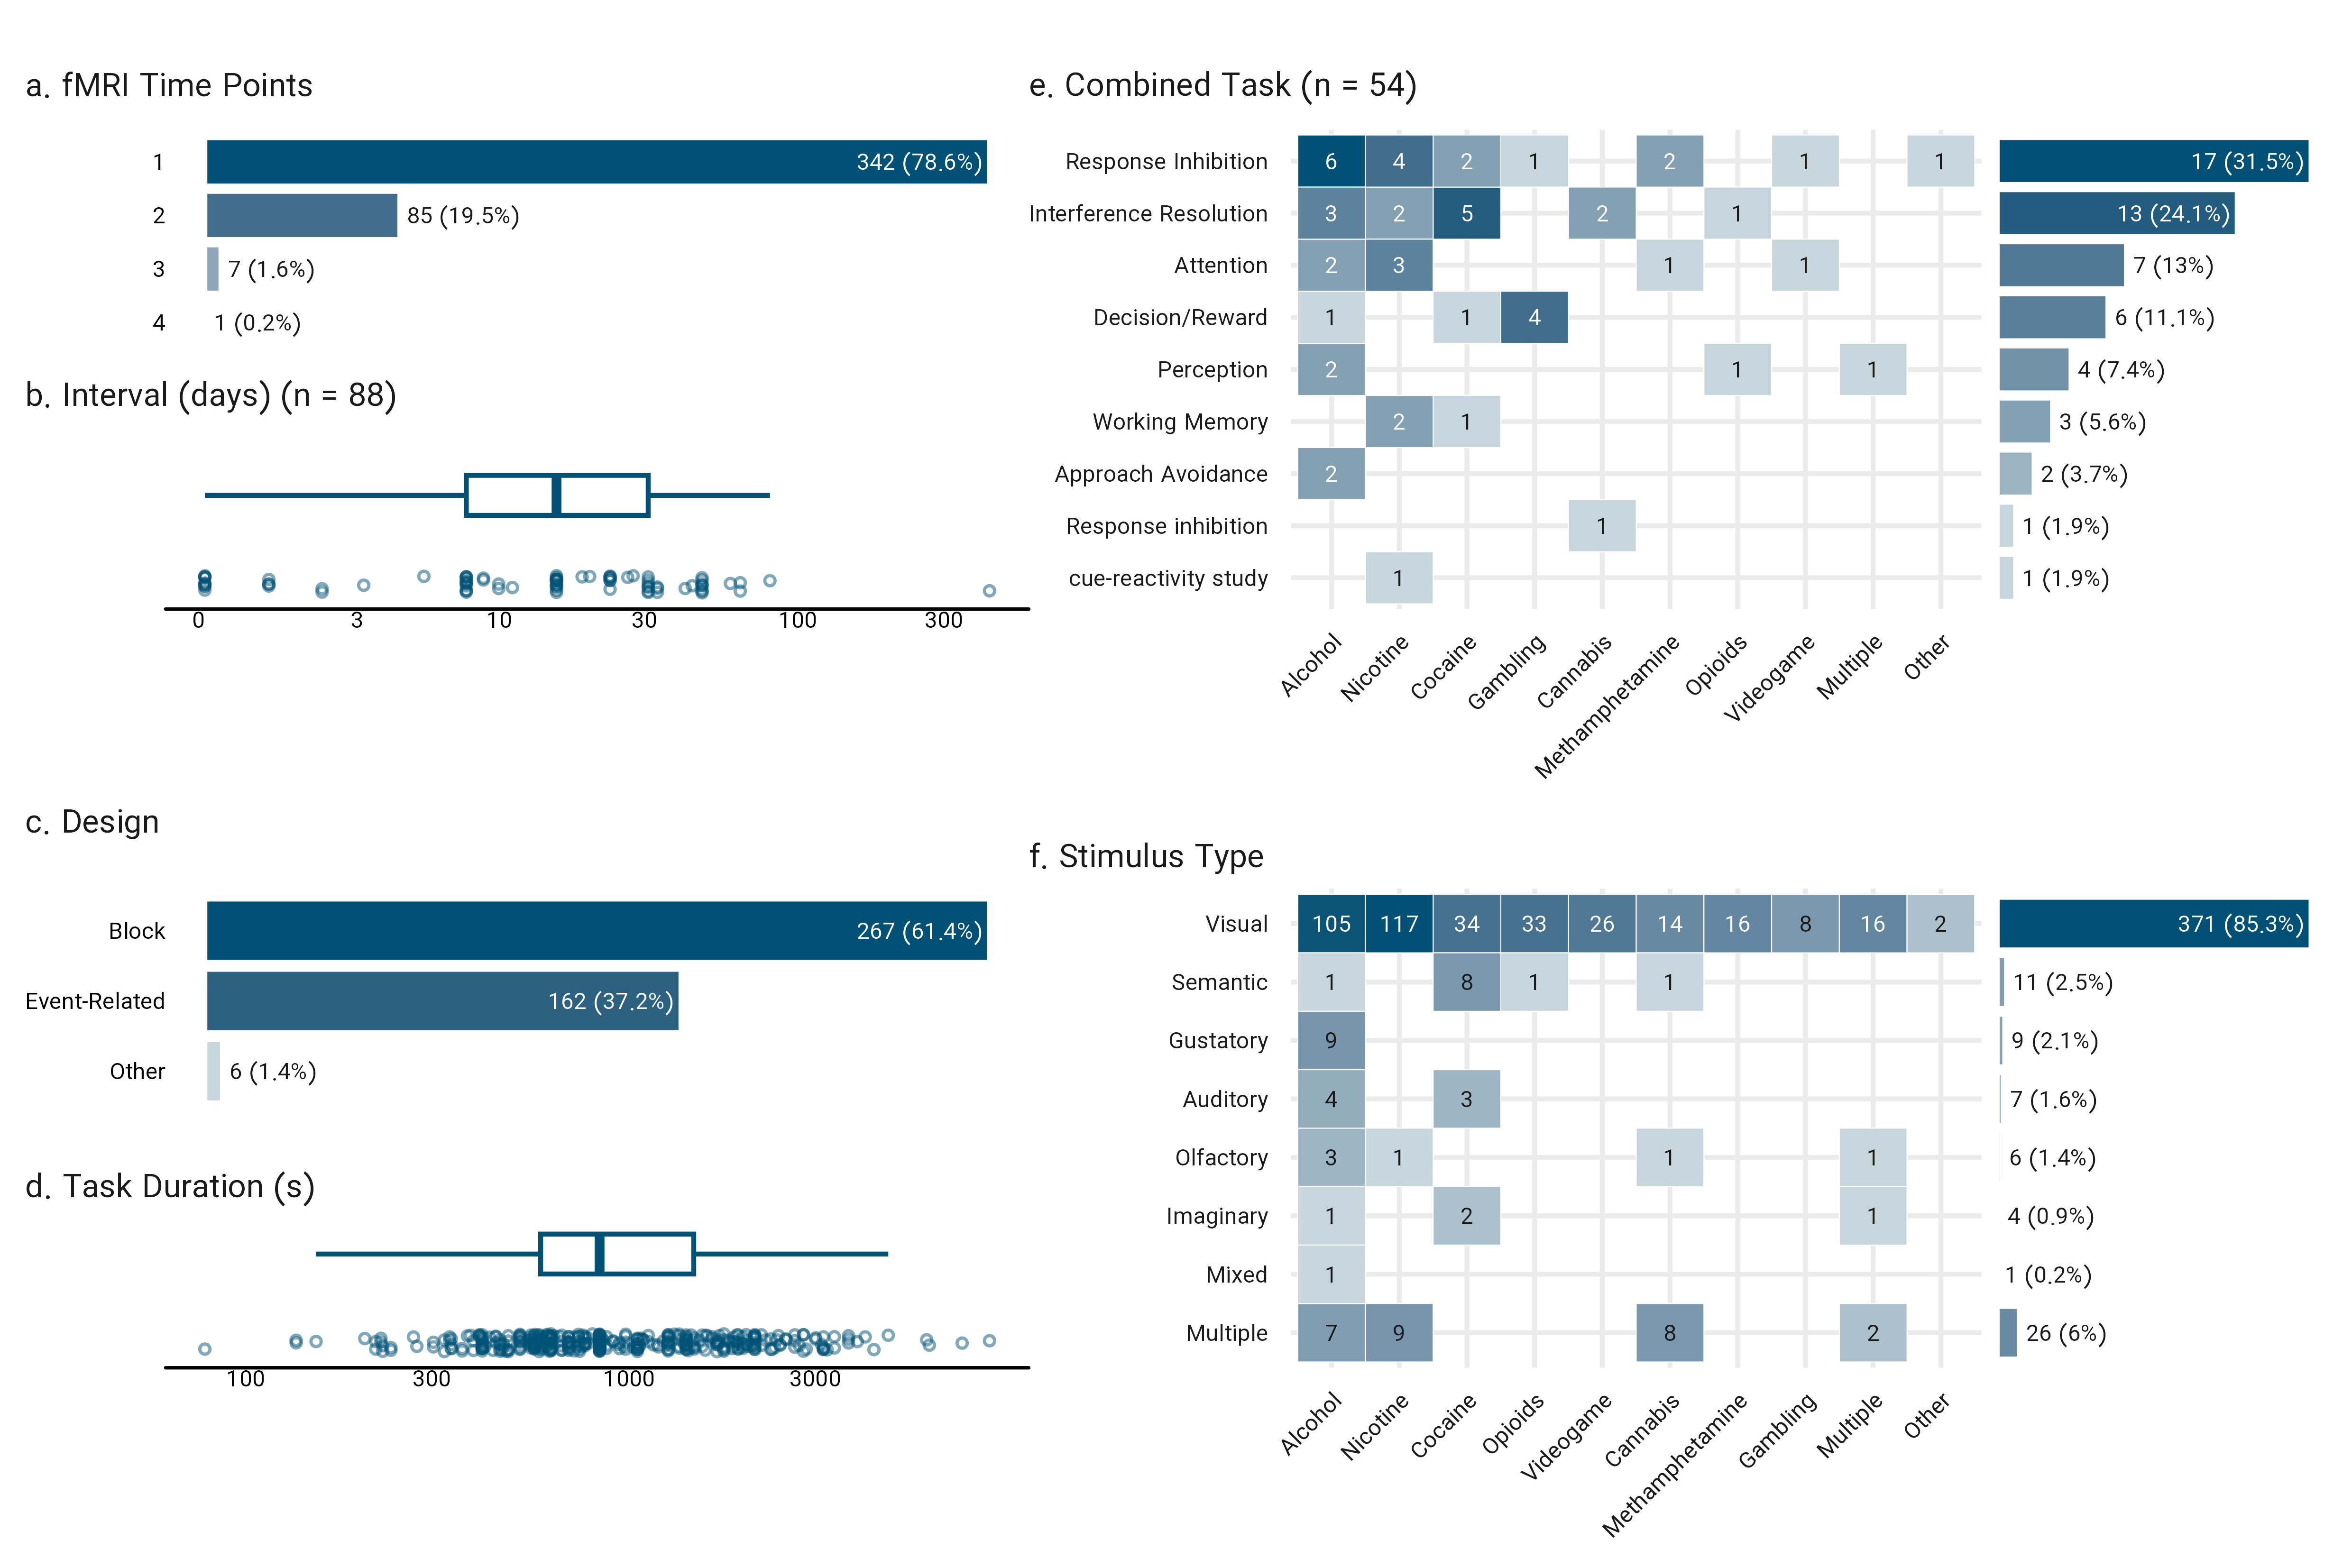 a. fMRI Time Points
1 342 (78.6%)
2 85 (19.5%)
3 7 (1.6%)
4 1 (0.2%)
b. Interval (days) (n = 88)
0 3 10 30 100 300
c. Design
Block 267 (61.4%)
Event-Related 162 (37.2%)
Other 6 (1.4%)
d. Task Duration (s)
100 300 1000 3000
e. Combined Task (n = 54)
Response Inhibition 6 4 2 1 2 1 1 17 (31.5%)
Interference Resolution 3 2 5 2 1 13 (24.1%)
Attention 2 3 1 1 7 (13%)
Decision/Reward 1 1 4 6 (11.1%)
Perception 2 1 1 4 (7.4%)
Working Memory 2 1 3 (5.6%)
Approach Avoidance 2 2 (3.7%)
Response inhibition 1 1 (1.9%)
cue-reactivity study 1 1 (1.9%)
Alcohol Nicotine Cocaine Gambling Cannabis Methamphetamine Opioids Videogame Multiple Other
f. Stimulus Type
Visual 105 117 34 33 26 14 16 8 16 2 371 (85.3%)
Semantic 1 8 1 1 11 (2.5%)
Gustatory 9 9 (2.1%)
Auditory 4 3 7 (1.6%)
Olfactory 3 1 1 1 6 (1.4%)
Imaginary 1 2 1 4 (0.9%)
Mixed 1 1 (0.2%)
Multiple 7 9 8 2 26 (6%)
Alcohol Nicotine Cocaine Opioids Videogame Cannabis Methamphetamine Gambling Multiple Other